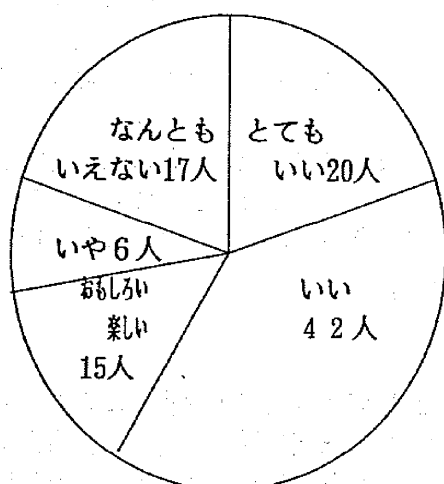 なんとも
いえない17人
とても
いい20人
いや6人
おもしろい
楽しい
15人
いい
42人